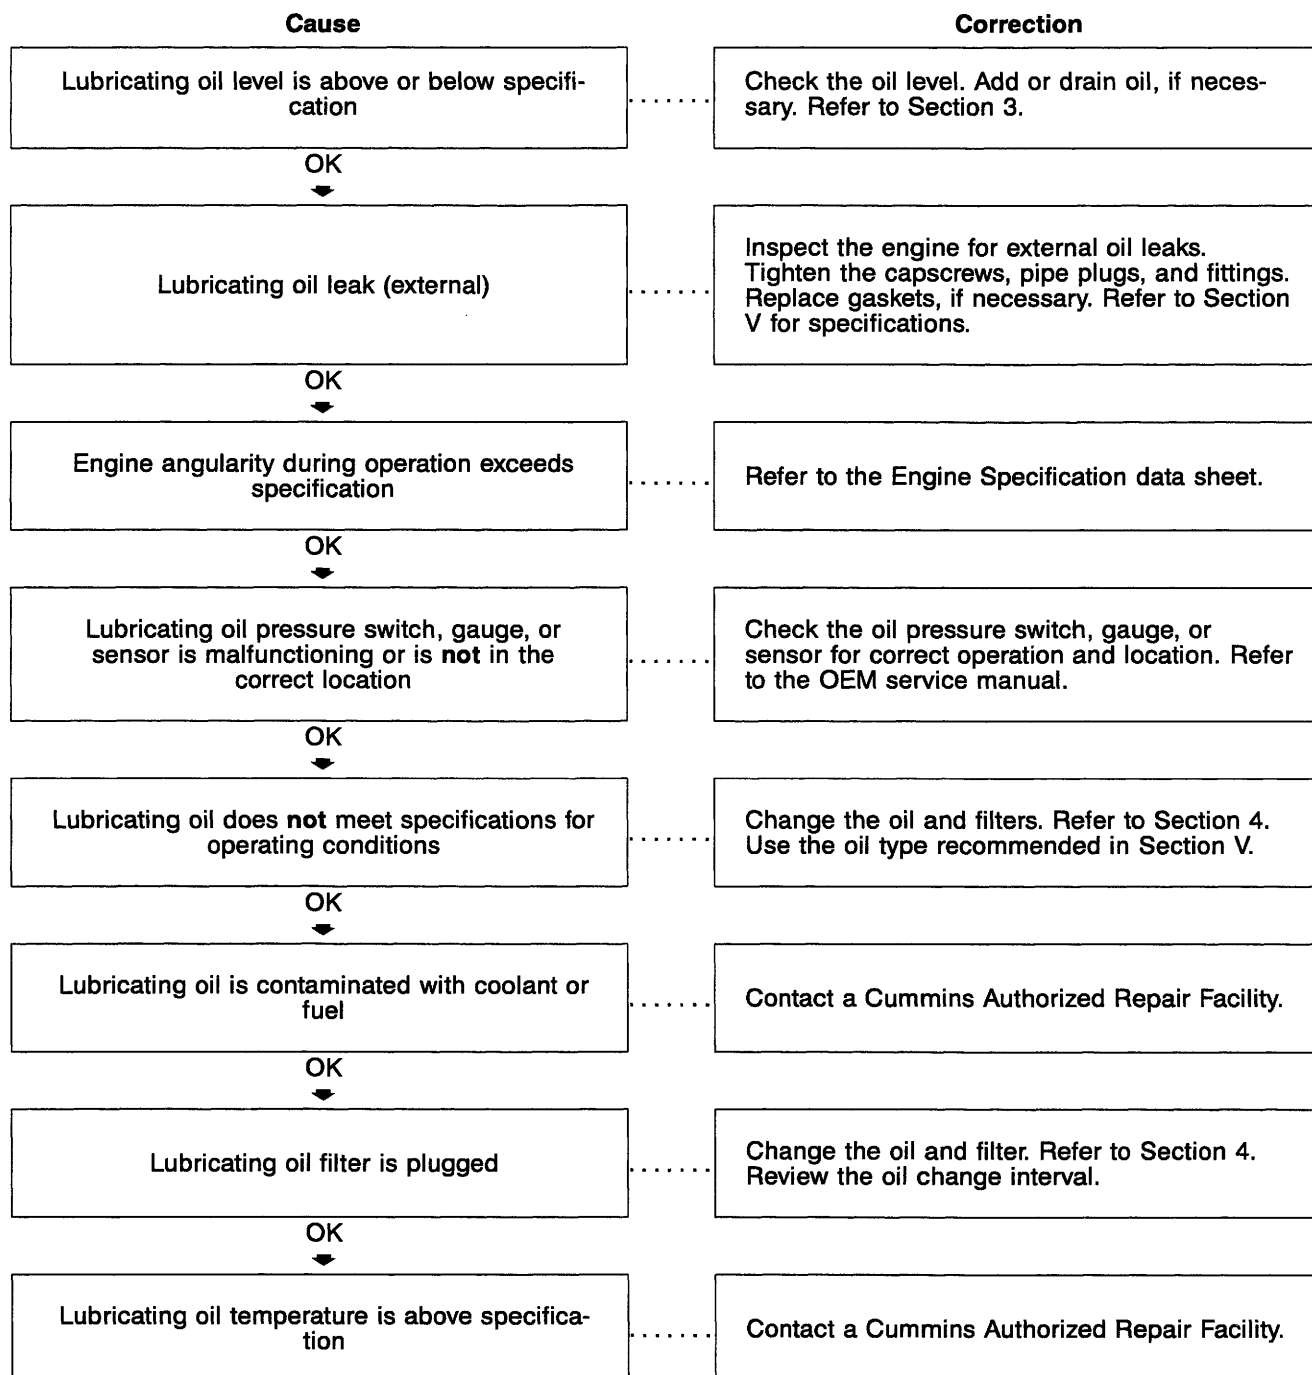 Cause
Correction
Lubricating oil level is above or below specifi-
cation
Check the oil level. Add or drain oil, if neces-
sary. Refer to Section 3.
OK
Lubricating oil leak (external)
Inspect the engine for external oil leaks.
Tighten the capscrews, pipe plugs, and fittings.
Replace gaskets, if necessary. Refer to Section
V for specifications.
OK
Engine angularity during operation exceeds
specification
Refer to the Engine Specification data sheet.
OK
Lubricating oil pressure switch, gauge, or
sensor is malfunctioning or is not in the
correct location
Check the oil pressure switch, gauge, or
sensor for correct operation and location. Refer
to the OEM service manual.
OK
Lubricating oil does not meet specifications for
operating conditions
Change the oil and filters. Refer to Section 4.
Use the oil type recommended in Section V.
OK
Lubricating oil is contaminated with coolant or
fuel
Contact a Cummins Authorized Repair Facility.
OK
Lubricating oil filter is plugged
Change the oil and filter. Refer to Section 4.
Review the oil change interval.
OK
Lubricating oil temperature is above specifica-
tion
Contact a Cummins Authorized Repair Facility.